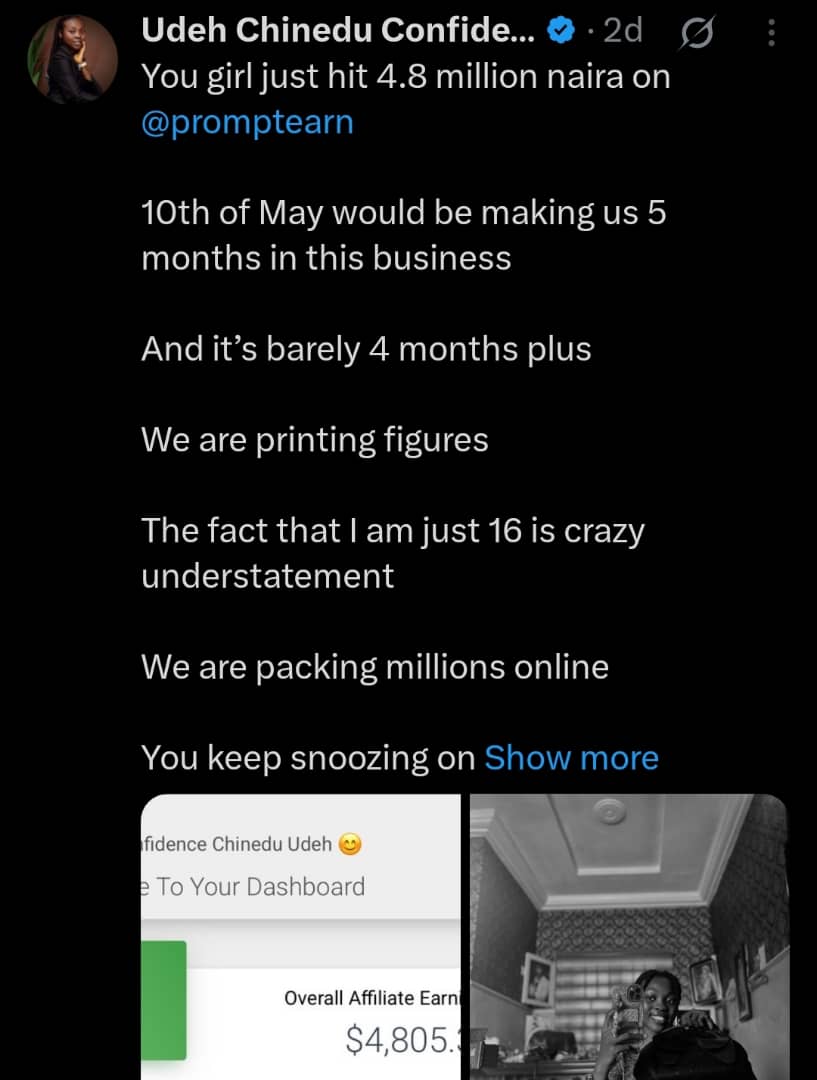 Udeh Chinedu Confide... · 2d
You girl just hit 4.8 million naira on
@promptearn
10th of May would be making us 5
months in this business
And it’s barely 4 months plus
We are printing figures
The fact that I am just 16 is crazy
understatement
We are packing millions online
You keep snoozing on Show more
nfidence Chinedu Udeh 😊
e To Your Dashboard
Overall Affiliate Earni
$4,805.